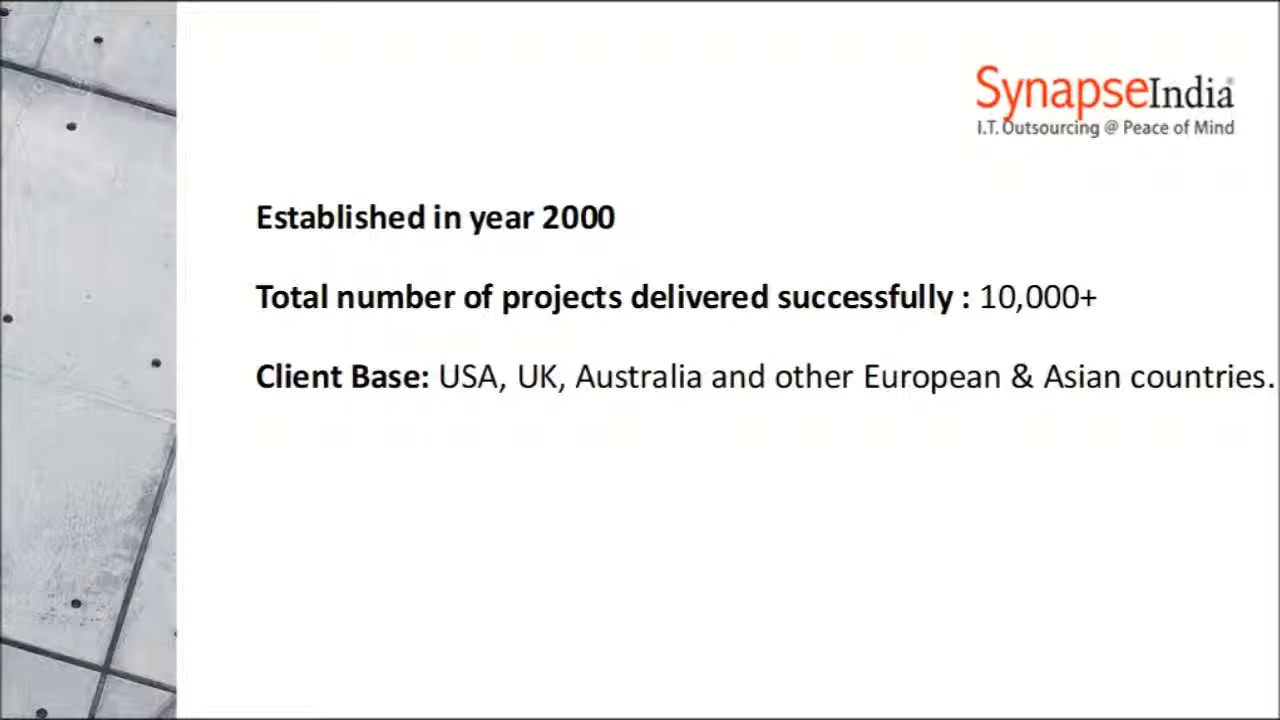 SynapseIndia®
I.T. Outsourcing @ Peace of Mind
Established in year 2000
Total number of projects delivered successfully : 10,000+
Client Base: USA, UK, Australia and other European & Asian countries.